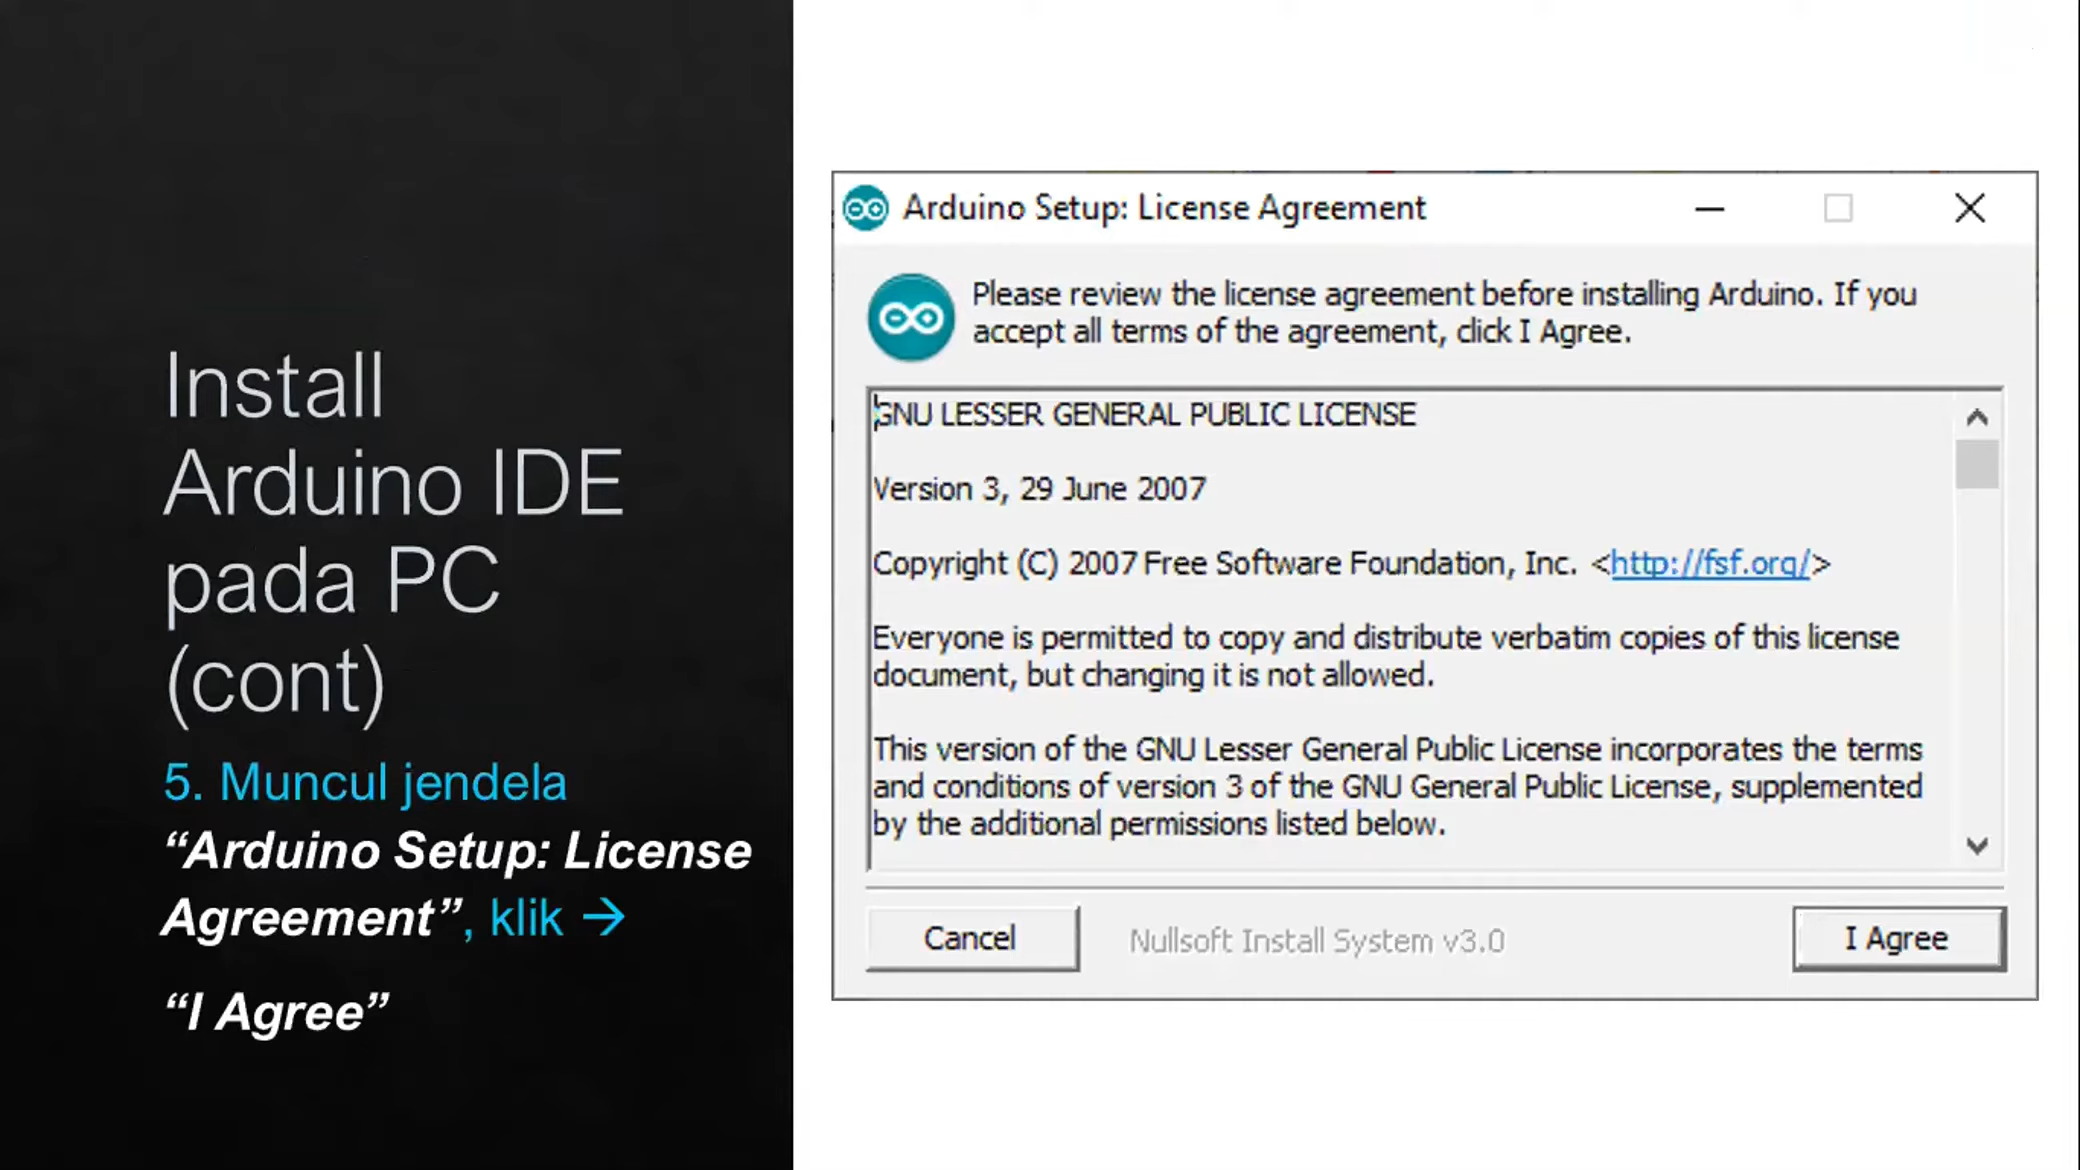 Install
Arduino IDE
pada PC
(cont)
5. Muncul jendela
“Arduino Setup: License
Agreement”, klik →
“I Agree”
Arduino Setup: License Agreement
Please review the license agreement before installing Arduino. If you
accept all terms of the agreement, click I Agree.
GNU LESSER GENERAL PUBLIC LICENSE
Version 3, 29 June 2007
Copyright (C) 2007 Free Software Foundation, Inc. <http://fsf.org/>
Everyone is permitted to copy and distribute verbatim copies of this license
document, but changing it is not allowed.
This version of the GNU Lesser General Public License incorporates the terms
and conditions of version 3 of the GNU General Public License, supplemented
by the additional permissions listed below.
Cancel
Nullsoft Install System v3.0
I Agree